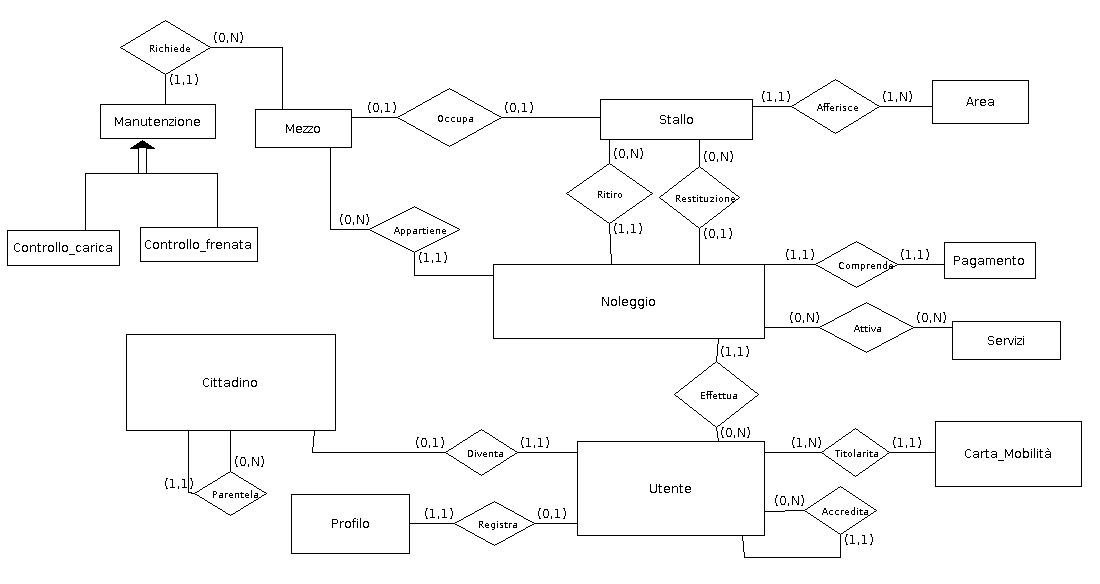 Richiede
(0,N)
(1,1)
Manutenzione
Controllo_carica
Controllo_frenata
Mezzo
(0,1)
Occupa
(0,1)
Stallo
(1,1)
Afferisce
(1,N)
Area
(0,N)
Ritiro
(1,1)
(0,N)
Restituzione
(0,1)
(0,N)
Appartiene
(1,1)
Noleggio
(1,1)
Comprende
(1,1)
Pagamento
(0,N)
Attiva
(0,N)
Servizi
(1,1)
Effettua
(0,N)
Cittadino
(0,N)
(1,1)
Parentela
(0,1)
Diventa
(1,1)
Utente
(1,N)
Titolarita
(1,1)
Carta_Mobilità
Profilo
(1,1)
Registra
(0,1)
(0,N)
Accredita
(1,1)